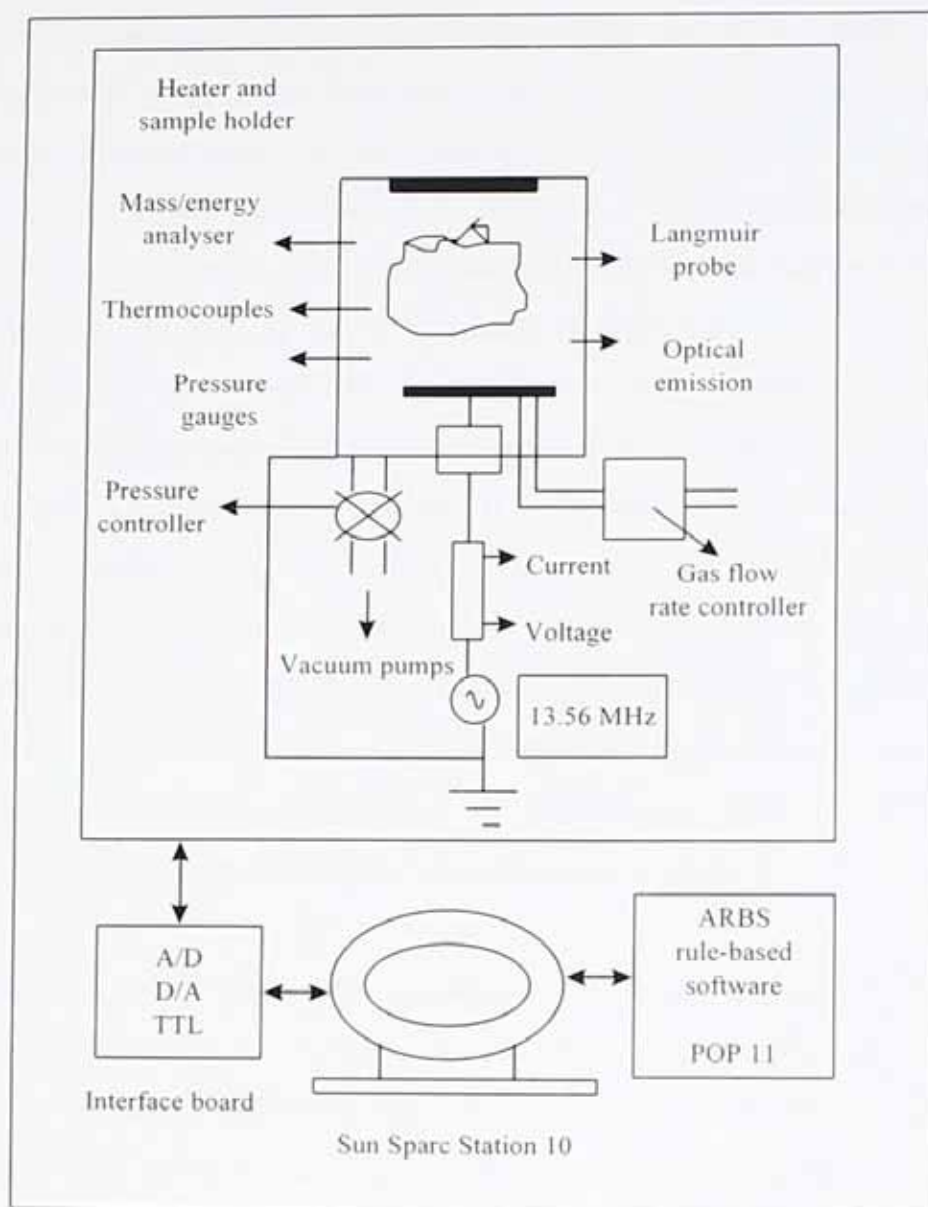 Heater and
sample holder
Mass/energy
analyser
Langmuir
probe
Thermocouples
Optical
emission
Pressure
gauges
Pressure
controller
Current
Gas flow
rate controller
Voltage
Vacuum pumps
13.56 MHz
A/D
D/A
TTL
ARBS
rule-based
software
POP 11
Interface board
Sun Sparc Station 10